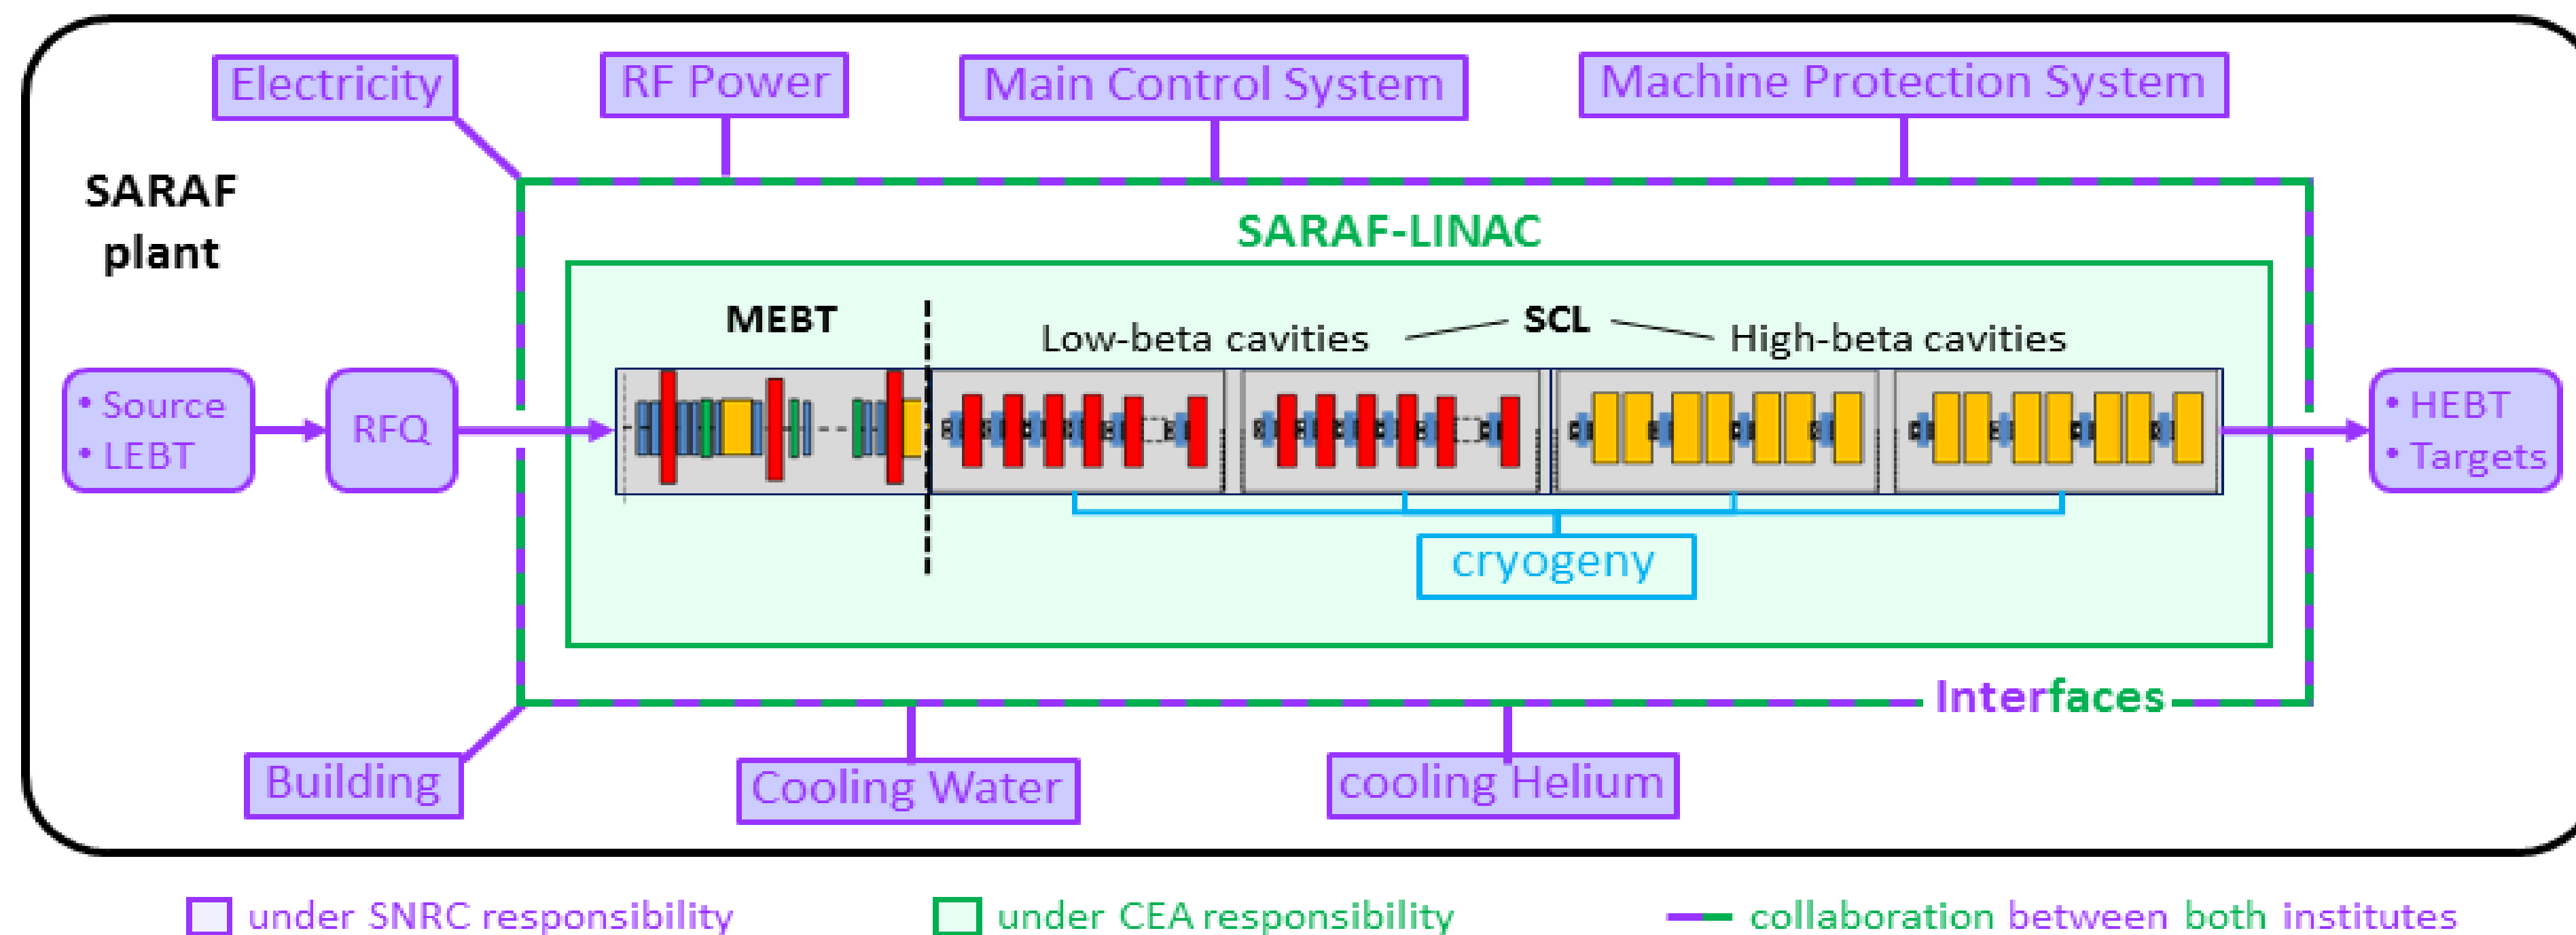 Electricity
RF Power
Main Control System
Machine Protection System
SARAF
plant
SARAF-LINAC
MEBT
SCL
Low-beta cavities
High-beta cavities
• Source
• LEBT
RFQ
• HEBT
• Targets
cryogeny
Interfaces
Building
Cooling Water
cooling Helium
under SNRC responsibility
under CEA responsibility
collaboration between both institutes